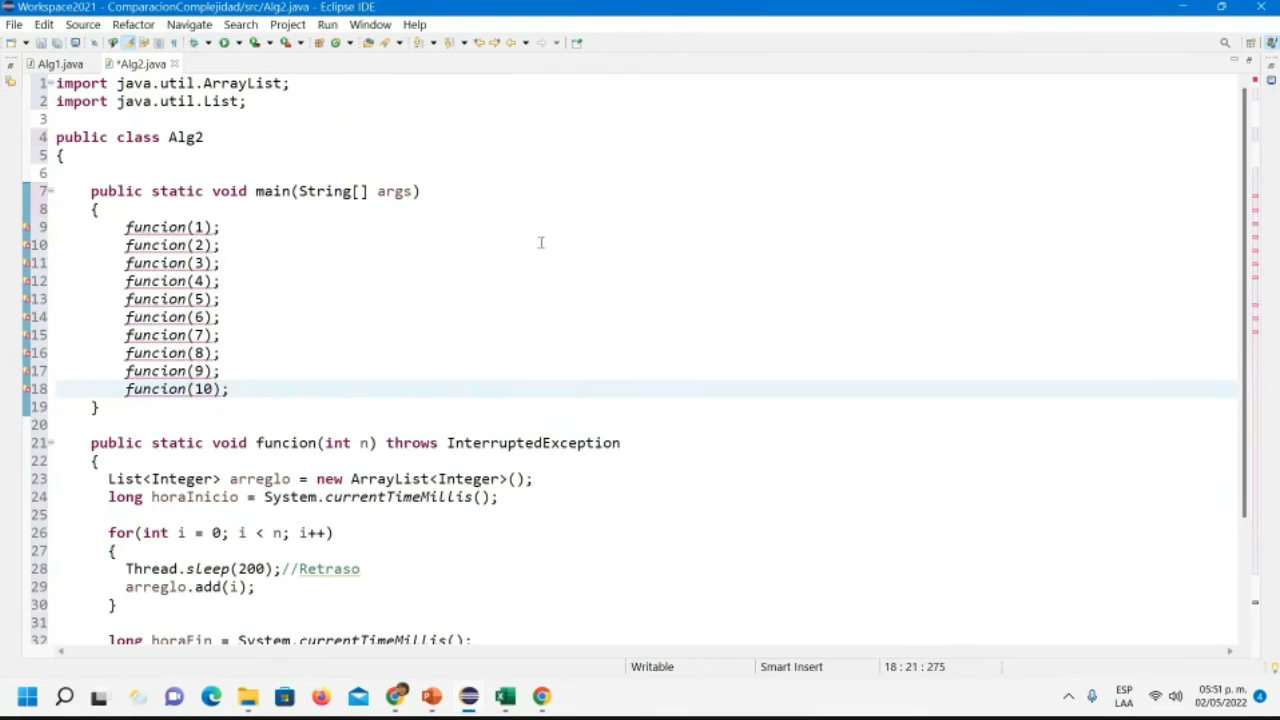 Workspace2021 - ComparacionComplejidad/src/Alg2.java - Eclipse IDE
File Edit Source Refactor Navigate Search Project Run Window Help
Alg1.java *Alg2.java
1 import java.util.ArrayList;
2 import java.util.List;
3
4 public class Alg2
5 {
6
7 public static void main(String[] args)
8 {
9 funcion(1);
10 funcion(2);
11 funcion(3);
12 funcion(4);
13 funcion(5);
14 funcion(6);
15 funcion(7);
16 funcion(8);
17 funcion(9);
18 funcion(10);
19 }
20
21 public static void funcion(int n) throws InterruptedException
22 {
23 List<Integer> arreglo = new ArrayList<Integer>();
24 long horaInicio = System.currentTimeMillis();
25
26 for(int i = 0; i < n; i++)
27 {
28 Thread.sleep(200);//Retraso
29 arreglo.add(i);
30 }
31
32 long horaFin = System.currentTimeMillis();
Writable Smart Insert 18 : 21 : 275
ESP
LAA
05:51 p. m.
02/05/2022
4